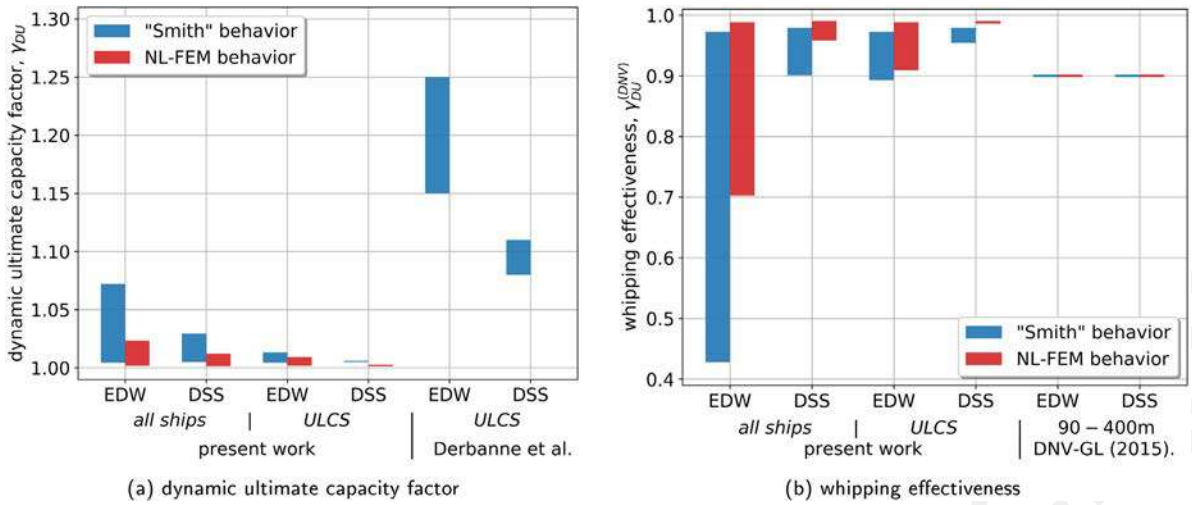 1.30
1.25
1.20
1.15
1.10
1.05
1.00
dynamic ultimate capacity factor, γDU
"Smith" behavior
NL-FEM behavior
EDW DSS EDW DSS EDW DSS
all ships | ULCS | ULCS
present work | Derbanne et al.
(a) dynamic ultimate capacity factor
1.0
0.9
0.8
0.7
0.6
0.5
0.4
whipping effectiveness, γDU(DNV)
"Smith" behavior
NL-FEM behavior
EDW DSS EDW DSS EDW DSS
all ships | ULCS | 90 − 400m
present work | DNV-GL (2015).
(b) whipping effectiveness